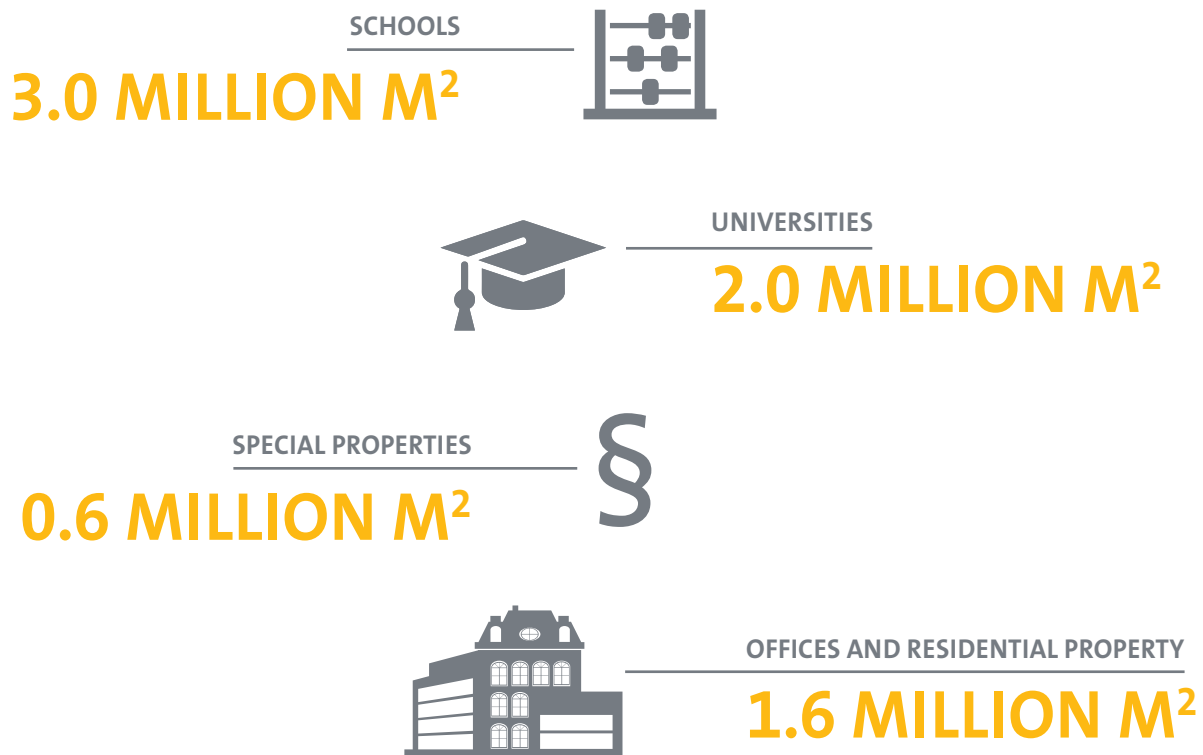 SCHOOLS
3.0 MILLION M²
UNIVERSITIES
2.0 MILLION M²
SPECIAL PROPERTIES
§
0.6 MILLION M²
OFFICES AND RESIDENTIAL PROPERTY
1.6 MILLION M²